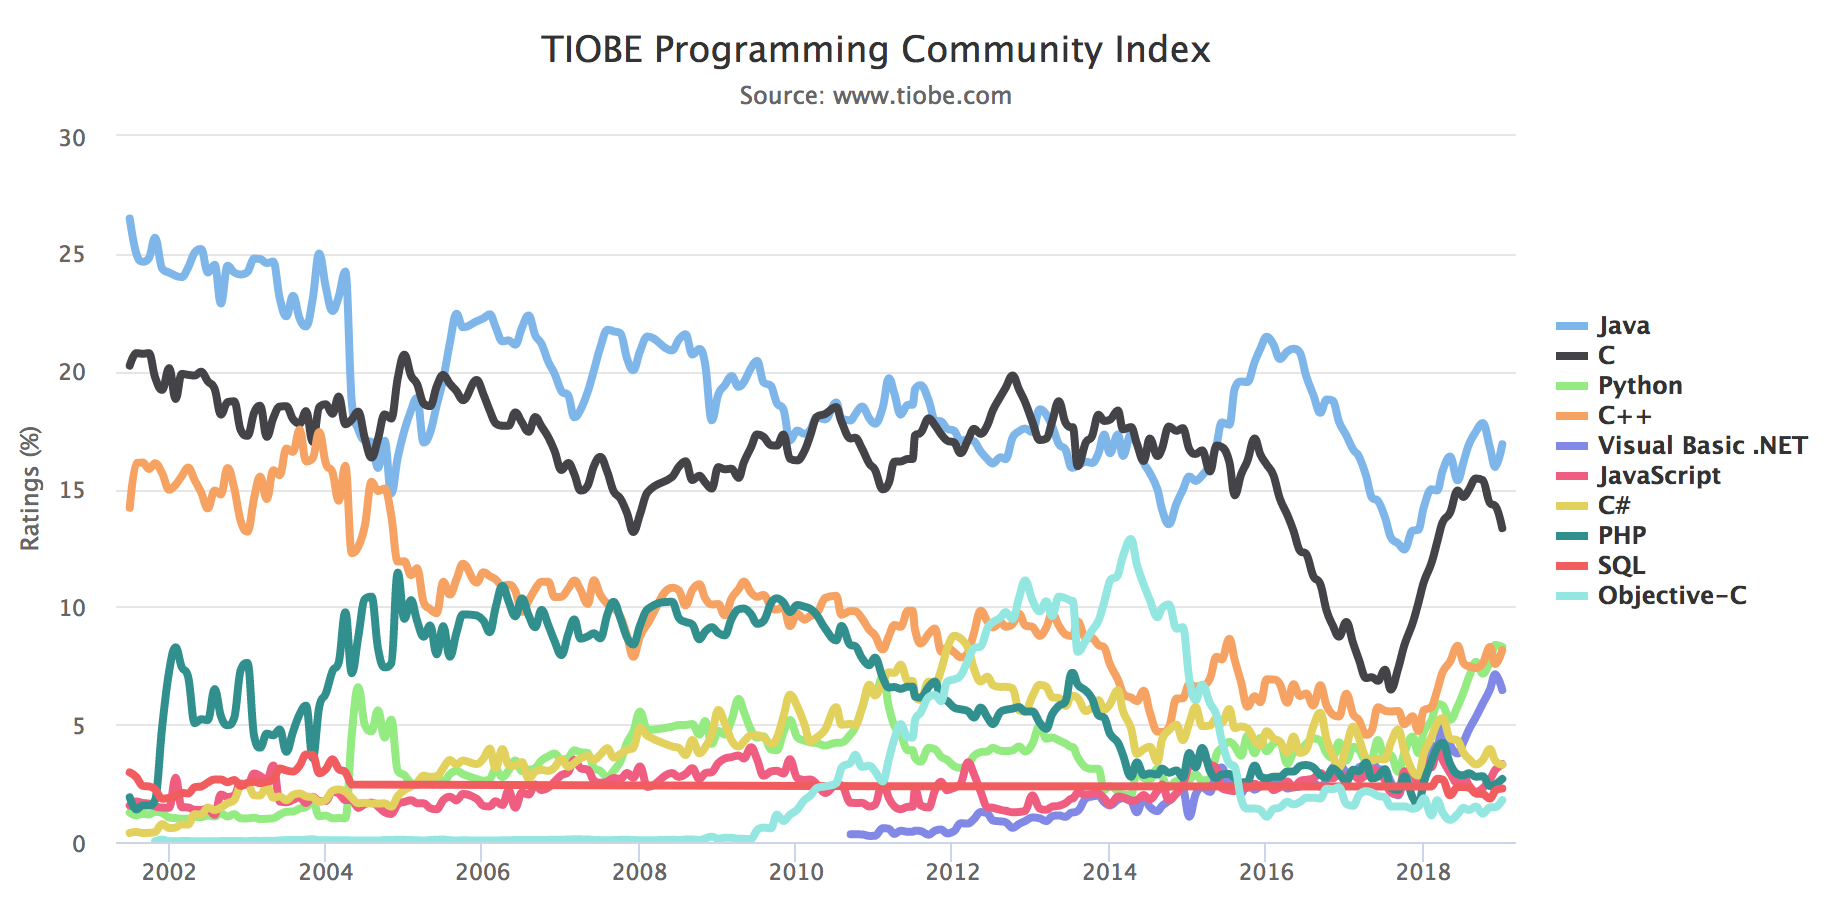 TIOBE Programming Community Index
Source: www.tiobe.com
30
25
20
15
10
5
0
Ratings (%)
2002 2004 2006 2008 2010 2012 2014 2016 2018
Java
C
Python
C++
Visual Basic .NET
JavaScript
C#
PHP
SQL
Objective-C